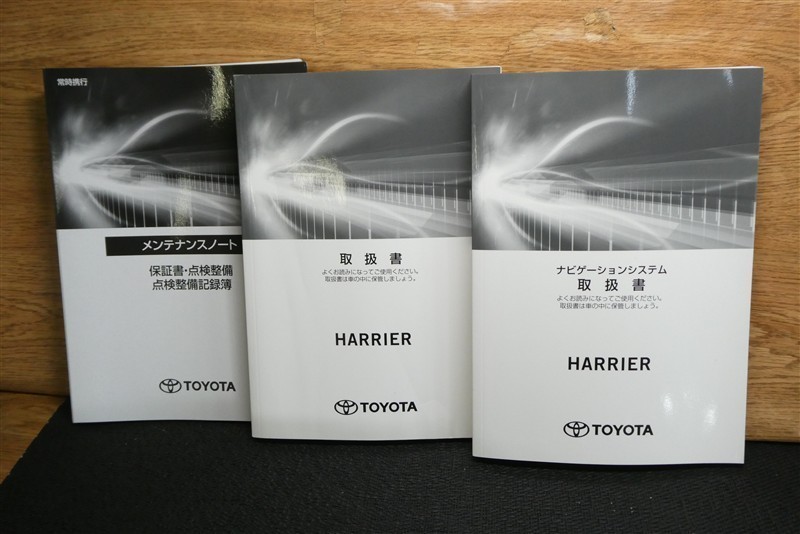 常時携行
メンテナンスノート
保証書・点検整備
点検整備記録簿
TOYOTA
取扱書
よくお読みになってご使用ください。
取扱書は車の中に保管しましょう。
HARRIER
TOYOTA
ナビゲーションシステム
取扱書
よくお読みになってご使用ください。
取扱書は車の中に保管しましょう。
HARRIER
TOYOTA